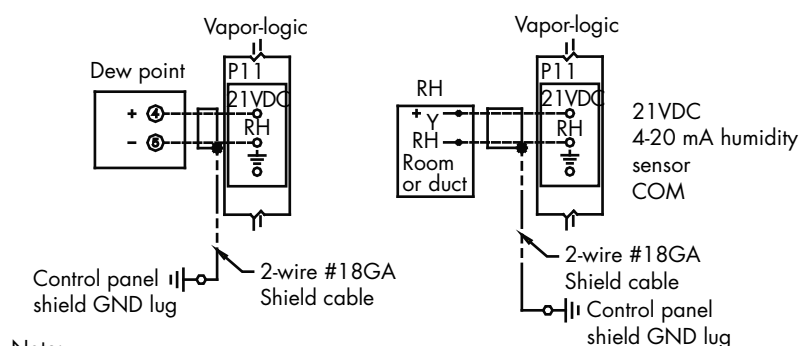 Vapor-logic
Dew point
P11
21VDC
+ 4
RH
− 5
2-wire #18GA
Shield cable
Control panel
shield GND lug
Vapor-logic
RH
P11
+ Y
21VDC
RH
RH
Room
or duct
21VDC
4-20 mA humidity
sensor
COM
2-wire #18GA
Shield cable
Control panel
shield GND lug